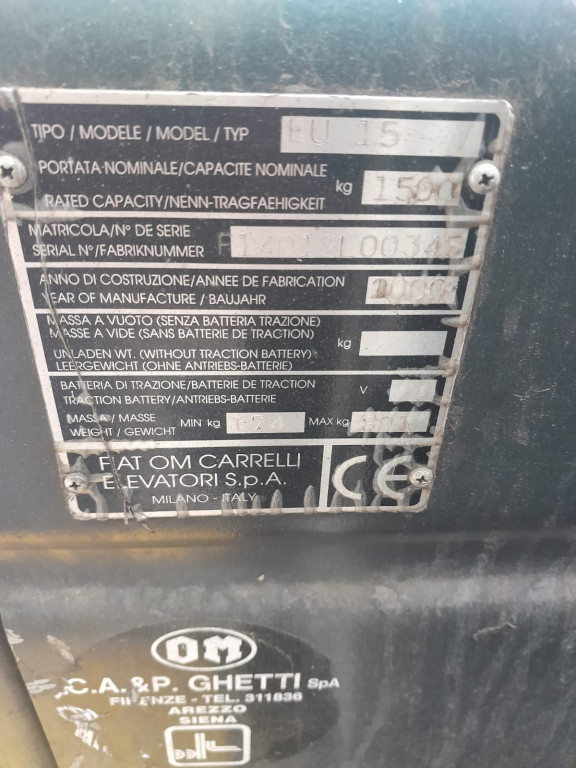 TIPO / MODELE / MODEL / TYP EU 15
PORTATA NOMINALE/CAPACITE NOMINALE
RATED CAPACITY/NENN-TRAGFAEHIGKEIT kg 1500
MATRICOLA/N° DE SERIE
SERIAL N°/FABRIKNUMMER
ANNO DI COSTRUZIONE/ANNEE DE FABRICATION
YEAR OF MANUFACTURE / BAUJAHR
MASSA A VUOTO (SENZA BATTERIA TRAZIONE)
MASSE A VIDE (SANS BATTERIE DE TRACTION)
UNLADEN WT. (WITHOUT TRACTION BATTERY) kg
LEERGEWICHT (OHNE ANTRIEBS-BATTERIE)
BATTERIA DI TRAZIONE/BATTERIE DE TRACTION
TRACTION BATTERY/ANTRIEBS-BATTERIE V
MASSA / MASSE
WEIGHT / GEWICHT MIN kg 674 MAX kg
FIAT OM CARRELLI
ELEVATORI S.p.A.
MILANO - ITALY
CE
OM
C.A.&P. GHETTI SpA
FIRENZE - TEL. 311836
AREZZO
SIENA